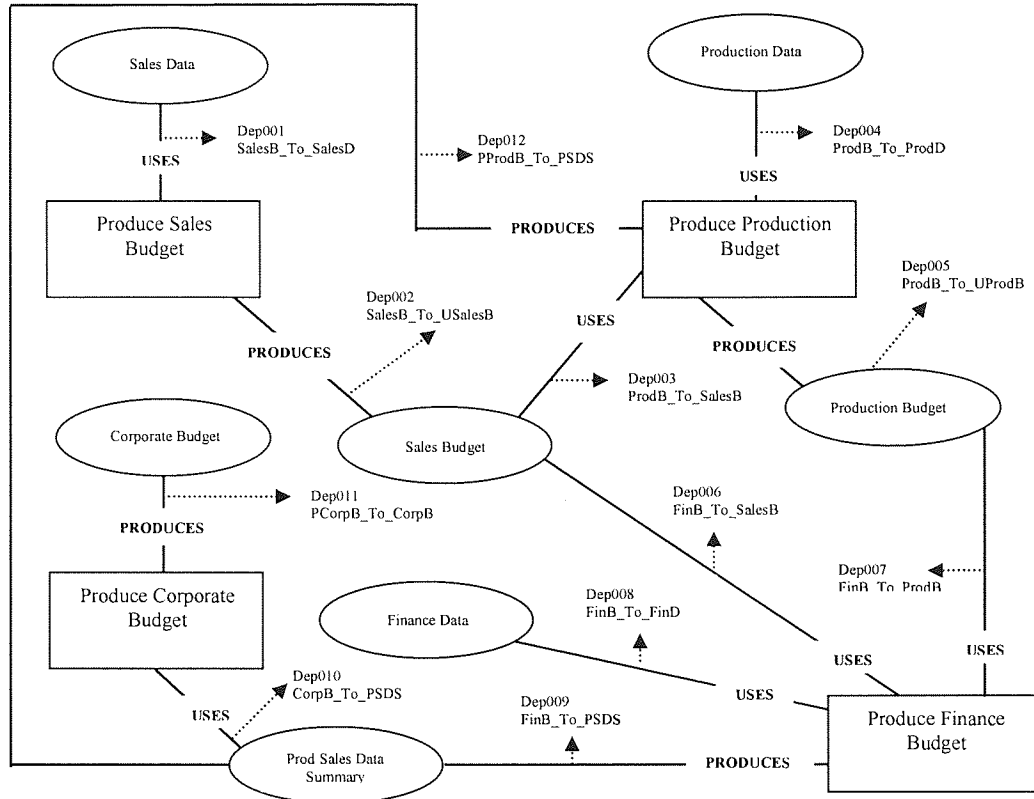 Sales Data
Production Data
Dep001
SalesB_To_SalesD
Dep012
PProdB_To_PSDS
Dep004
ProdB_To_ProdD
USES
USES
Produce Sales
Budget
PRODUCES
Produce Production
Budget
Dep002
SalesB_To_USalesB
Dep005
ProdB_To_UProdB
USES
PRODUCES
PRODUCES
Dep003
ProdB_To_SalesB
Production Budget
Corporate Budget
Sales Budget
Dep011
PCorpB_To_CorpB
Dep006
FinB_To_SalesB
PRODUCES
Dep007
FinB_To_ProdB
Produce Corporate
Budget
Dep008
FinB_To_FinD
Finance Data
USES
USES
Dep010
CorpB_To_PSDS
USES
USES
Dep009
FinB_To_PSDS
Produce Finance
Budget
Prod Sales Data
Summary
PRODUCES